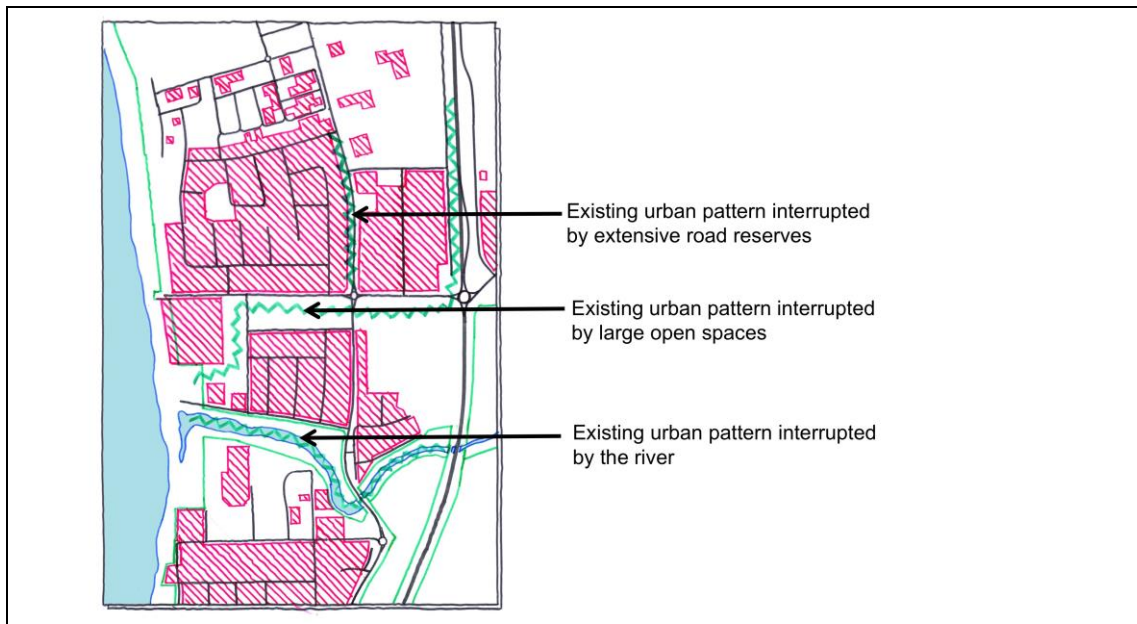 Existing urban pattern interrupted
by extensive road reserves
Existing urban pattern interrupted
by large open spaces
Existing urban pattern interrupted
by the river